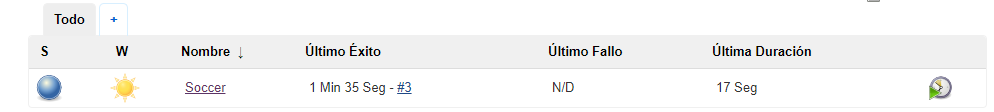 Todo +
S W Nombre ↓ Último Éxito Último Fallo Última Duración
Soccer 1 Min 35 Seg - #3 N/D 17 Seg